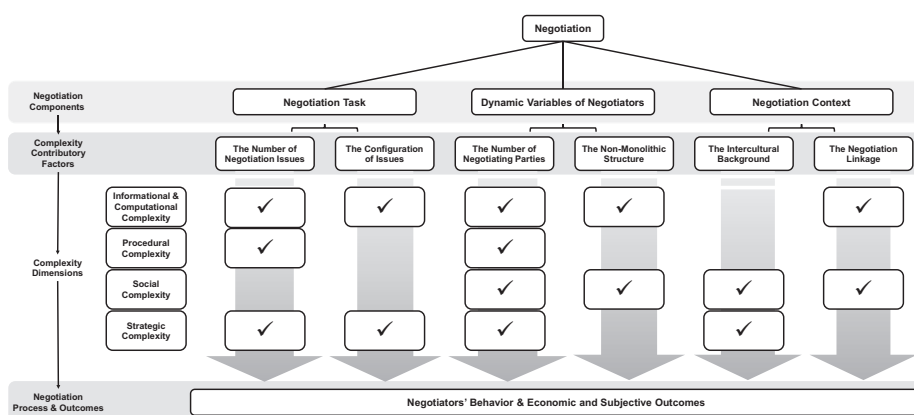 Negotiation
Negotiation
Components
Negotiation Task
Dynamic Variables of Negotiators
Negotiation Context
Complexity
Contributory
Factors
The Number of
Negotiation Issues
The Configuration
of Issues
The Number of
Negotiating Parties
The Non-Monolithic
Structure
The Intercultural
Background
The Negotiation
Linkage
Complexity
Dimensions
Informational &
Computational
Complexity
✓ ✓ ✓ ✓ ✓
Procedural
Complexity
✓ ✓
Social
Complexity
✓ ✓ ✓ ✓
Strategic
Complexity
✓ ✓ ✓ ✓
Negotiation
Process & Outcomes
Negotiators' Behavior & Economic and Subjective Outcomes